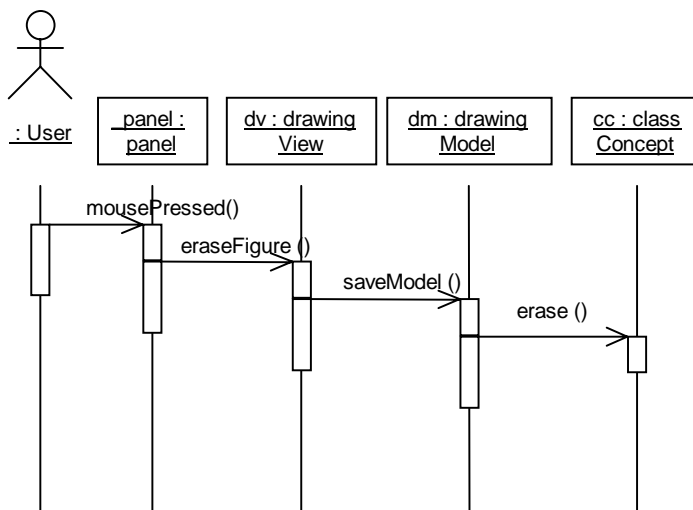 : User
_panel :
panel
dv : drawing
View
dm : drawing
Model
cc : class
Concept
mousePressed()
eraseFigure ()
saveModel ()
erase ()